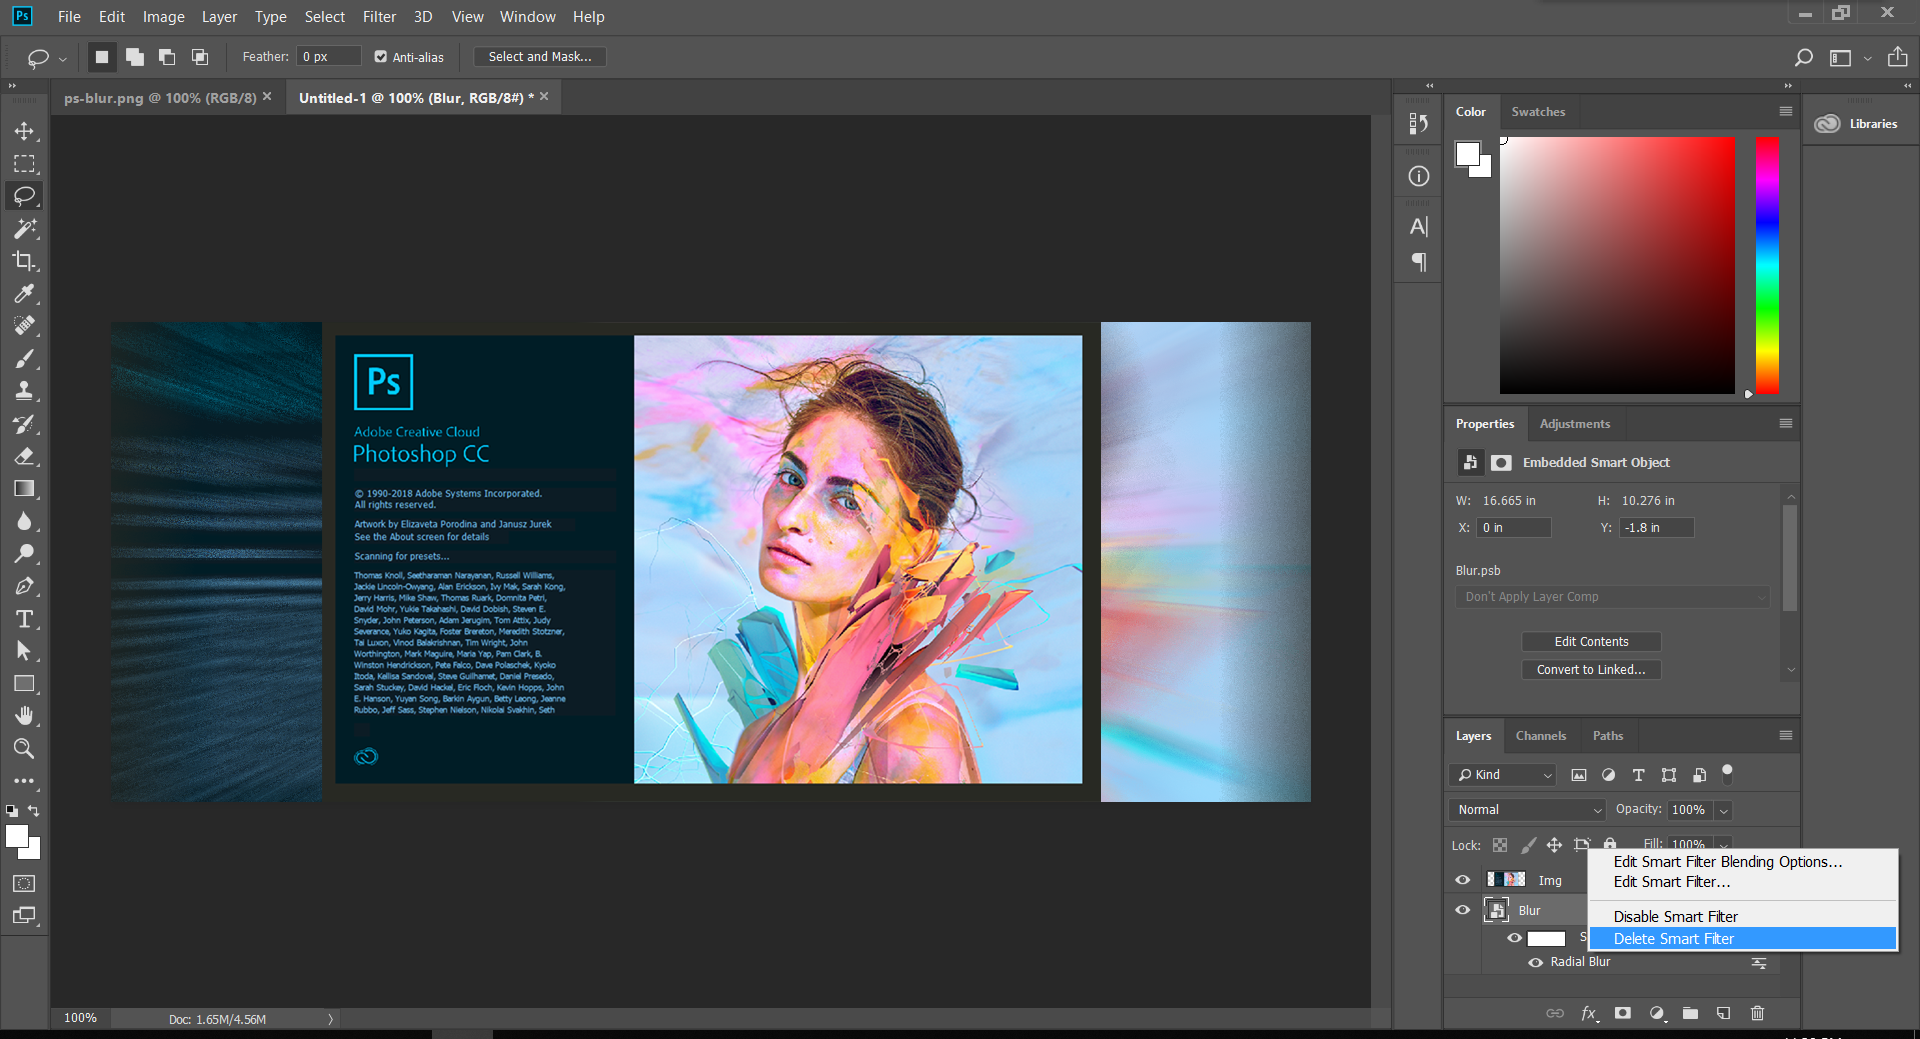 Ps
File Edit Image Layer Type Select Filter 3D View Window Help
Feather: 0 px Anti-alias Select and Mask...
ps-blur.png @ 100% (RGB/8) × Untitled-1 @ 100% (Blur, RGB/8#) * ×
Color Swatches
Libraries
Ps
Adobe Creative Cloud
Photoshop CC
© 1990-2018 Adobe Systems Incorporated.
All rights reserved.
Artwork by Elizaveta Porodina and Janusz Jurek
See the About screen for details
Scanning for presets...
Thomas Knoll, Seetharaman Narayanan, Russell Williams,
Jackie Lincoln-Owyang, Alan Erickson, Ivy Mak, Sarah Kong,
Jerry Harris, Mike Shaw, Thomas Ruark, Domnita Petri,
David Mohr, Yukie Takahashi, David Dobish, Steven E.
Snyder, John Peterson, Adam Jerugim, Tom Attix, Judy
Severance, Yuko Kagita, Foster Brereton, Meredith Stotzner,
Tai Luxon, Vinod Balakrishnan, Tim Wright, John
Worthington, Mark Maguire, Maria Yap, Pam Clark, B.
Winston Hendrickson, Pete Falco, Dave Polaschek, Kyoko
Itoda, Kellisa Sandoval, Steve Guilhamet, Daniel Presedo,
Sarah Stuckey, David Hackel, Eric Floch, Kevin Hopps, John
E. Hanson, Yuyan Song, Barkin Aygun, Betty Leong, Jeanne
Rubbo, Jeff Sass, Stephen Nielson, Nikolai Svakhin, Seth
Properties Adjustments
Embedded Smart Object
W: 16.665 in H: 10.276 in
X: 0 in Y: -1.8 in
Blur.psb
Don't Apply Layer Comp
Edit Contents
Convert to Linked...
Layers Channels Paths
Kind
Normal Opacity: 100%
Lock: Fill: 100%
Img
Blur
S
Radial Blur
Edit Smart Filter Blending Options...
Edit Smart Filter...
Disable Smart Filter
Delete Smart Filter
fx
100% Doc: 1.65M/4.56M